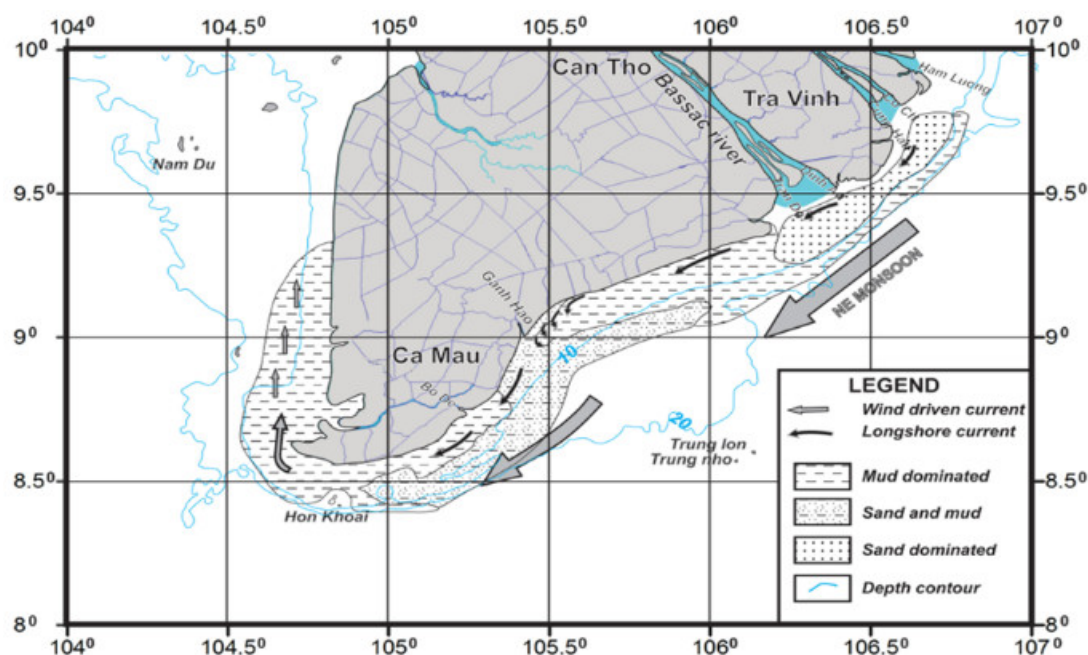 104⁰ 104.5⁰ 105⁰ 105.5⁰ 106⁰ 106.5⁰ 107⁰
10⁰ 10⁰
Can Tho
Ham Luong
Bassac river
Tra Vinh
Nam Du
9.5⁰ 9.5⁰
NE MONSOON
Ganh Hao
9⁰ 9⁰
Ca Mau
10
Bo De
LEGEND
Wind driven current
Longshore current
20
Trung lon
Trung nho
Mud dominated
8.5⁰ 8.5⁰
Hon Khoai
Sand and mud
Sand dominated
Depth contour
8⁰ 8⁰
104⁰ 104.5⁰ 105⁰ 105.5⁰ 106⁰ 106.5⁰ 107⁰